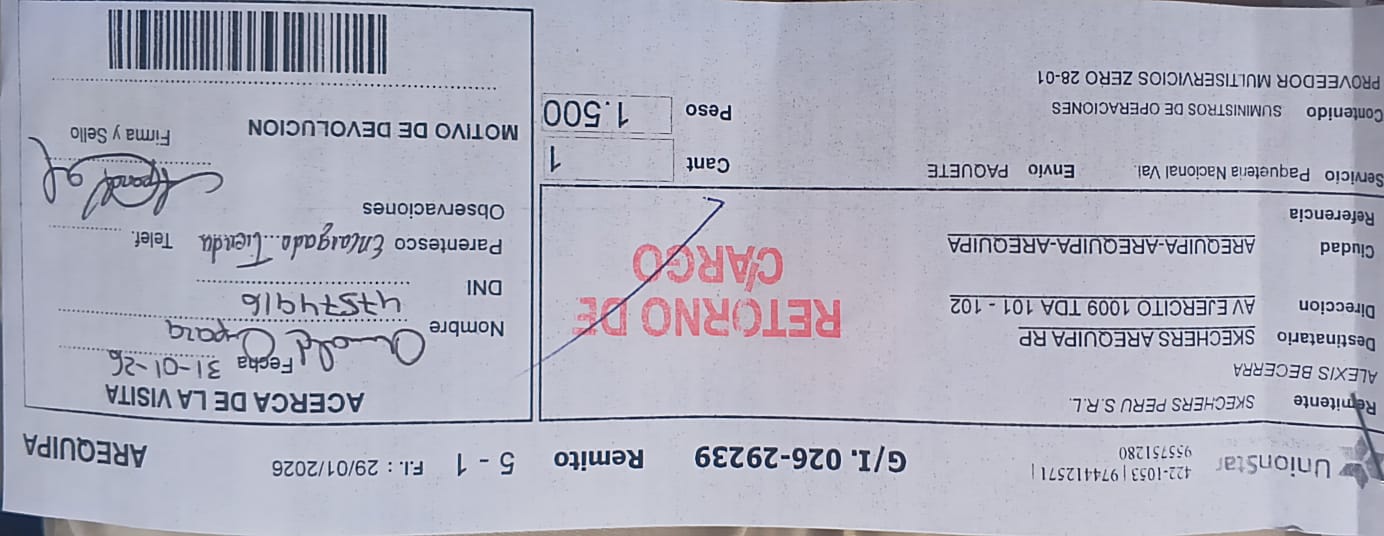 UnionStar
422-1053 | 974412571 |
955751280
G/I. 026-29239 Remito 5 - 1 F.I.: 29/01/2026 AREQUIPA
Remitente SKECHERS PERU S.R.L.
ALEXIS BECERRA
Destinatario SKECHERS AREQUIPA RP
Direccion AV EJERCITO 1009 TDA 101 - 102
Ciudad AREQUIPA-AREQUIPA-AREQUIPA
Referencia
RETORNO DE
CARGO
Servicio Paqueteria Nacional Val. Envío PAQUETE Cant 1
Contenido SUMINISTROS DE OPERACIONES Peso 1.500
PROVEEDOR MULTISERVICIOS ZERO 28-01
ACERCA DE LA VISITA
Fecha 31-01-26
Nombre Arnold
DNI 47574916
Parentesco Encargado Tienda Telef.
Observaciones
Firma y Sello
MOTIVO DE DEVOLUCION